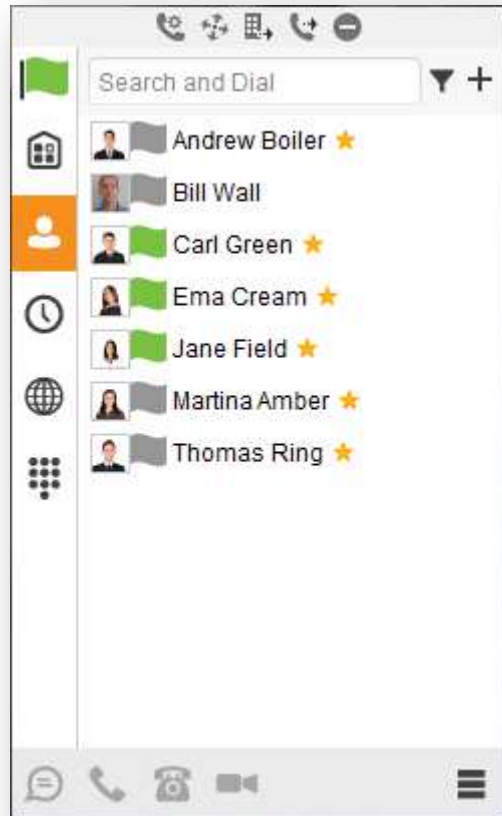 Search and Dial
Andrew Boiler
Bill Wall
Carl Green
Ema Cream
Jane Field
Martina Amber
Thomas Ring